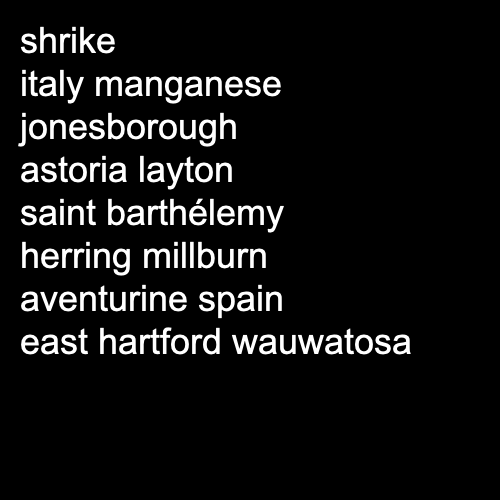 shrike
italy manganese
jonesborough
astoria layton
saint barthélemy
herring millburn
aventurine spain
east hartford wauwatosa